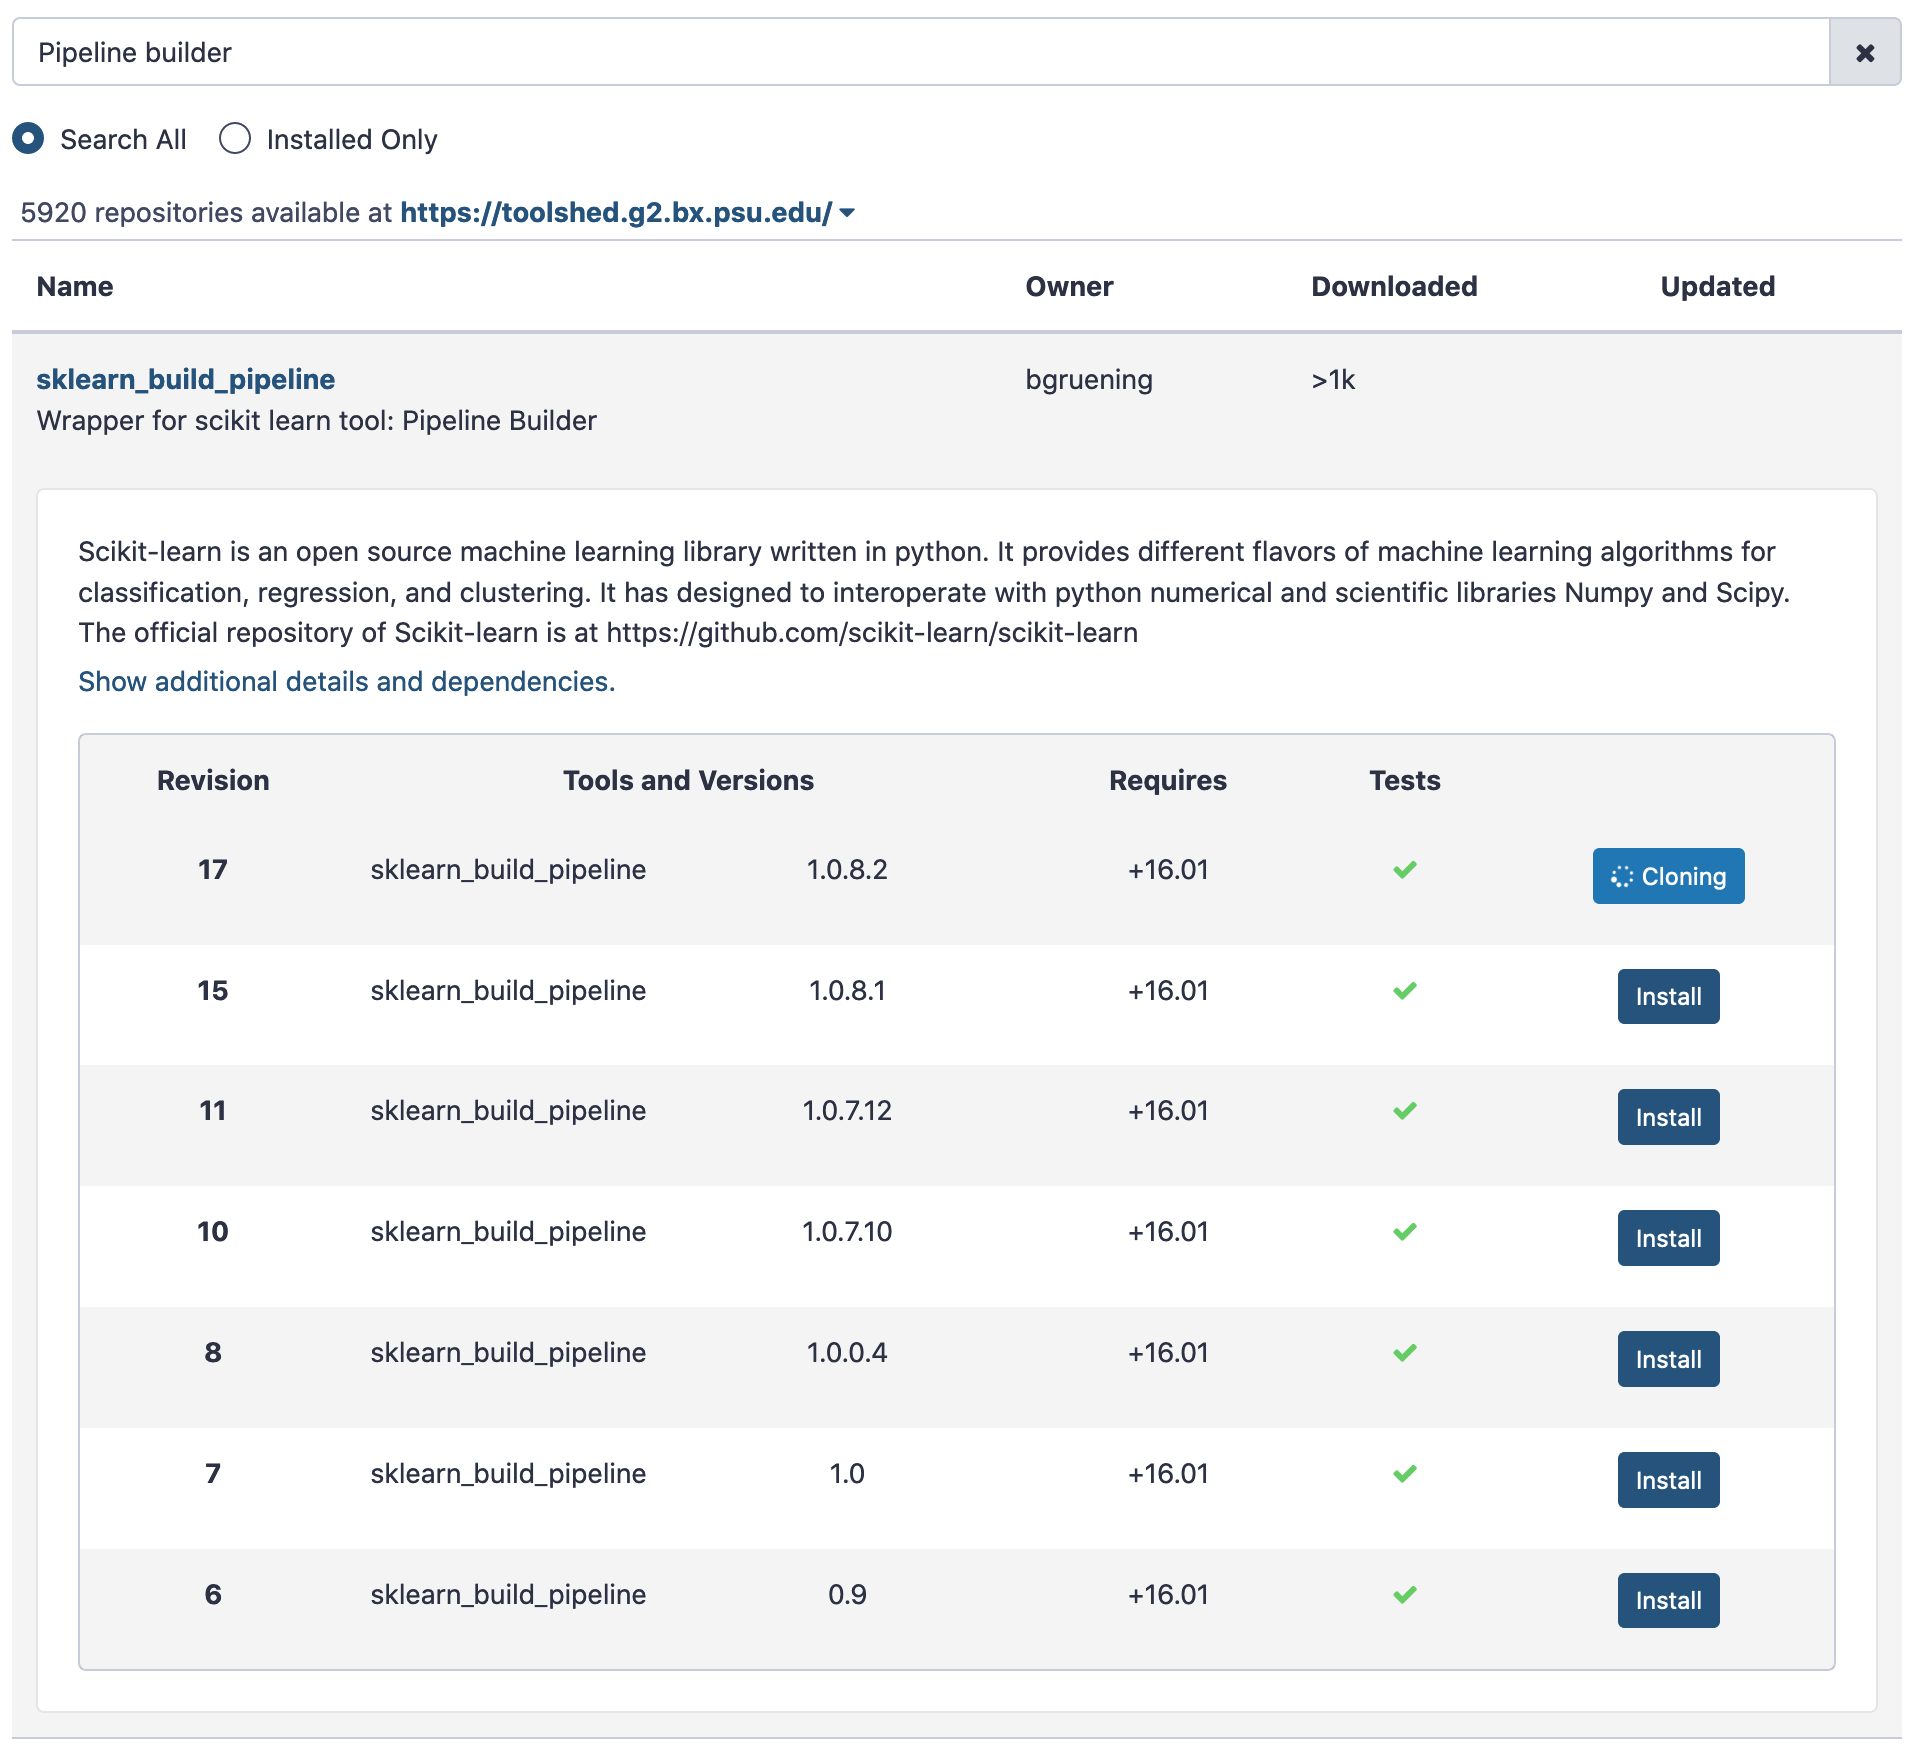 Pipeline builder
Search All Installed Only
5920 repositories available at https://toolshed.g2.bx.psu.edu/
Name Owner Downloaded Updated
sklearn_build_pipeline bgruening >1k
Wrapper for scikit learn tool: Pipeline Builder
Scikit-learn is an open source machine learning library written in python. It provides different flavors of machine learning algorithms for
classification, regression, and clustering. It has designed to interoperate with python numerical and scientific libraries Numpy and Scipy.
The official repository of Scikit-learn is at https://github.com/scikit-learn/scikit-learn
Show additional details and dependencies.
Revision Tools and Versions Requires Tests
17 sklearn_build_pipeline 1.0.8.2 +16.01 Cloning
15 sklearn_build_pipeline 1.0.8.1 +16.01 Install
11 sklearn_build_pipeline 1.0.7.12 +16.01 Install
10 sklearn_build_pipeline 1.0.7.10 +16.01 Install
8 sklearn_build_pipeline 1.0.0.4 +16.01 Install
7 sklearn_build_pipeline 1.0 +16.01 Install
6 sklearn_build_pipeline 0.9 +16.01 Install